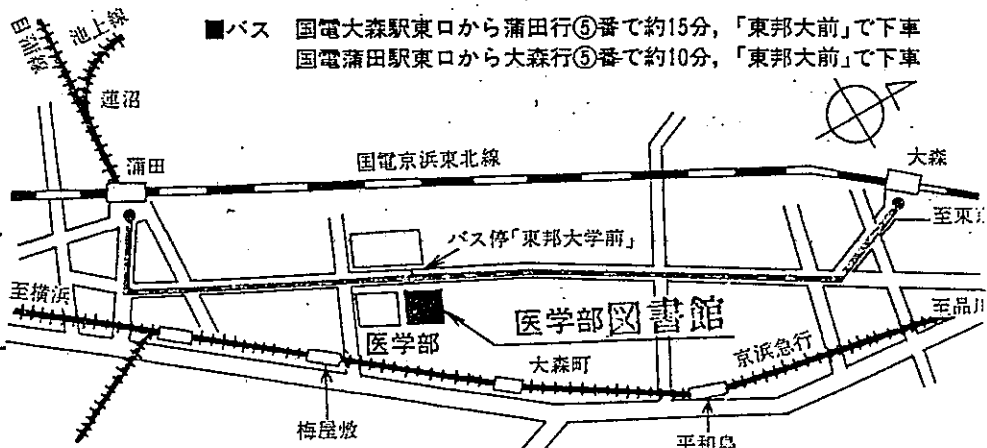 ■バス 国電大森駅東口から蒲田行⑤番で約15分,「東邦大前」で下車
国電蒲田駅東口から大森行⑤番で約10分,「東邦大前」で下車
目蒲線
池上線
蓮沼
蒲田
国電京浜東北線
大森
至東京
バス停「東邦大学前」
至横浜
至品川
医学部図書館
医学部
大森町
京浜急行
梅屋敷
平和島